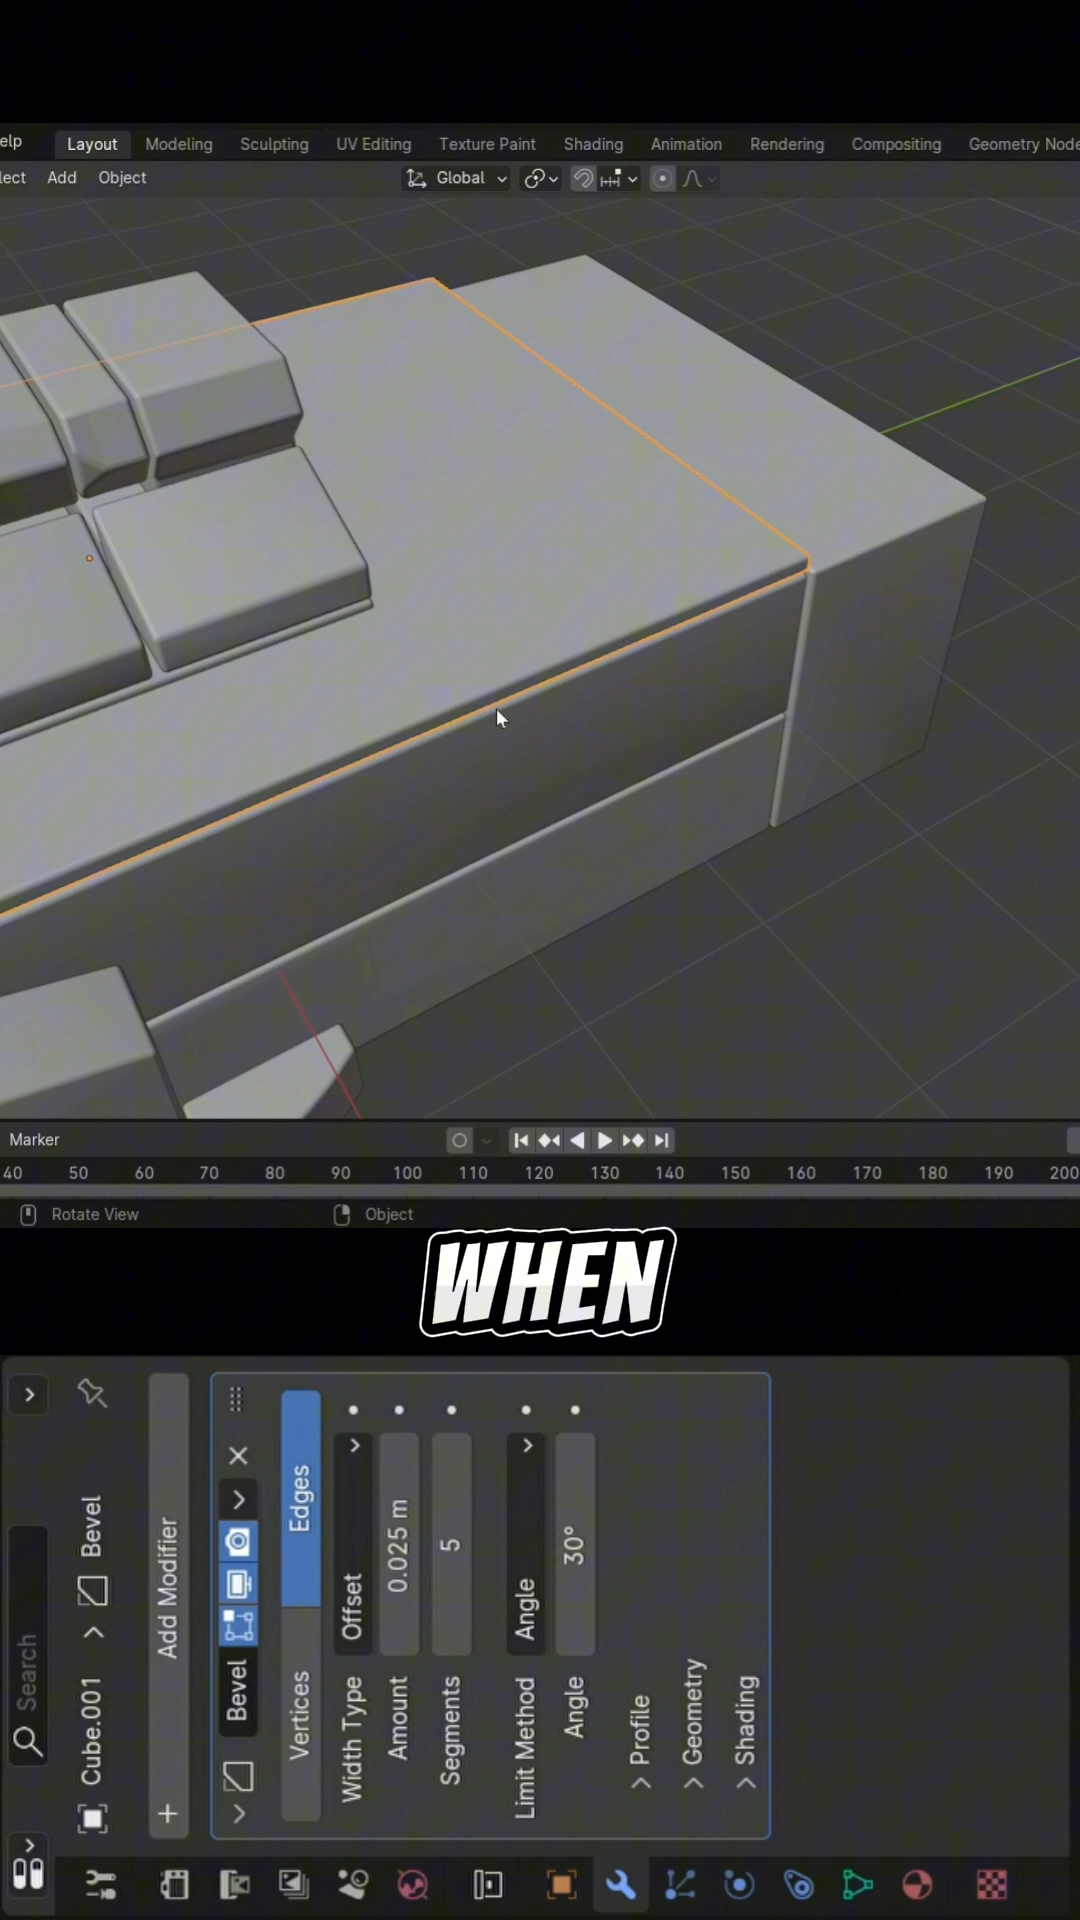 elp Layout Modeling Sculpting UV Editing Texture Paint Shading Animation Rendering Compositing Geometry Node
lect Add Object Global
Marker
40 50 60 70 80 90 100 110 120 130 140 150 160 170 180 190 200
Rotate View Object
WHEN
Search
Cube.001 > Bevel
+ Add Modifier
Bevel
Vertices Edges
Width Type Offset
Amount 0.025 m
Segments 5
Limit Method Angle
Angle 30°
> Profile
> Geometry
> Shading